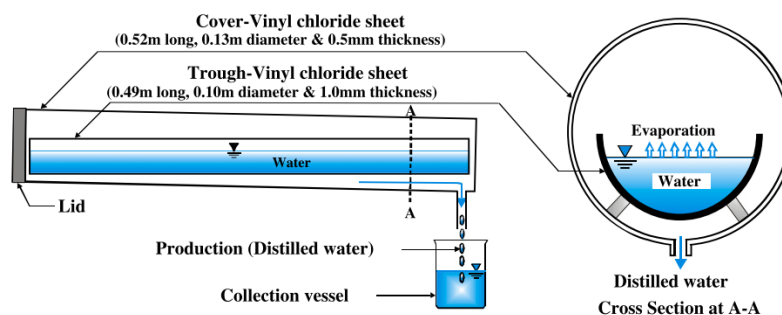 Cover-Vinyl chloride sheet
(0.52m long, 0.13m diameter & 0.5mm thickness)
Trough-Vinyl chloride sheet
(0.49m long, 0.10m diameter & 1.0mm thickness)
A
Water
Lid
A
Production (Distilled water)
Collection vessel
Evaporation
Water
Distilled water
Cross Section at A-A